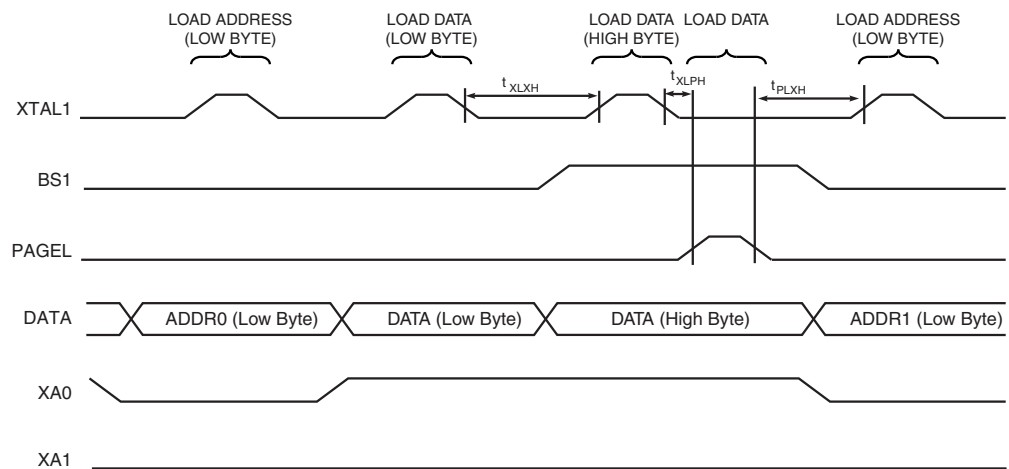 LOAD ADDRESS
(LOW BYTE)
LOAD DATA
(LOW BYTE)
LOAD DATA
(HIGH BYTE)
LOAD DATA
LOAD ADDRESS
(LOW BYTE)
XTAL1
t XLXH
tXLPH
tPLXH
BS1
PAGEL
DATA
ADDR0 (Low Byte)
DATA (Low Byte)
DATA (High Byte)
ADDR1 (Low Byte)
XA0
XA1